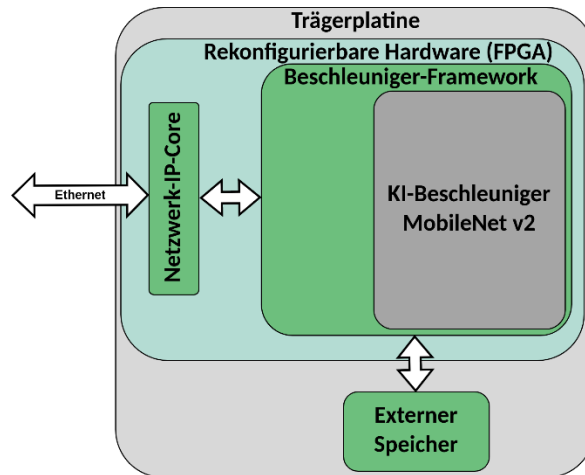 Trägerplatine
Rekonfigurierbare Hardware (FPGA)
Beschleuniger-Framework
Netzwerk-IP-Core
Ethernet
KI-Beschleuniger
MobileNet v2
Externer
Speicher